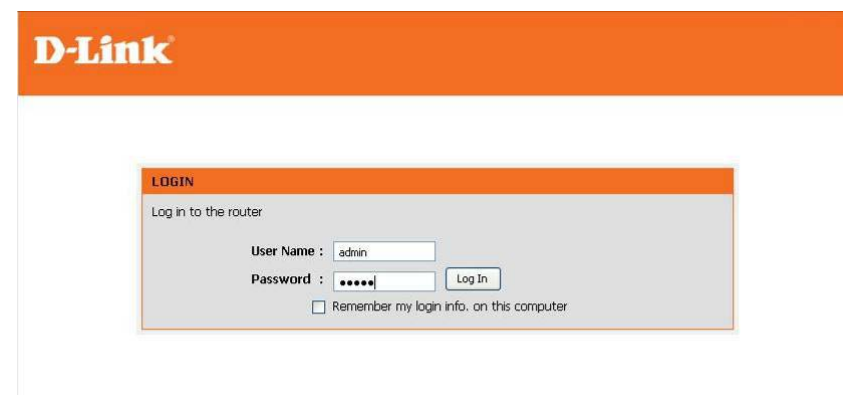 D-Link
LOGIN
Log in to the router
User Name : admin
Password : ●●●●●
Log In
Remember my login info. on this computer